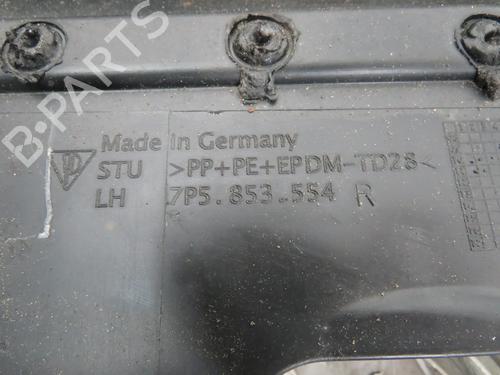 B-PARTS
Made in Germany
STU >PP+PE+EPDM-TD28<
LH 7P5.853.554 R